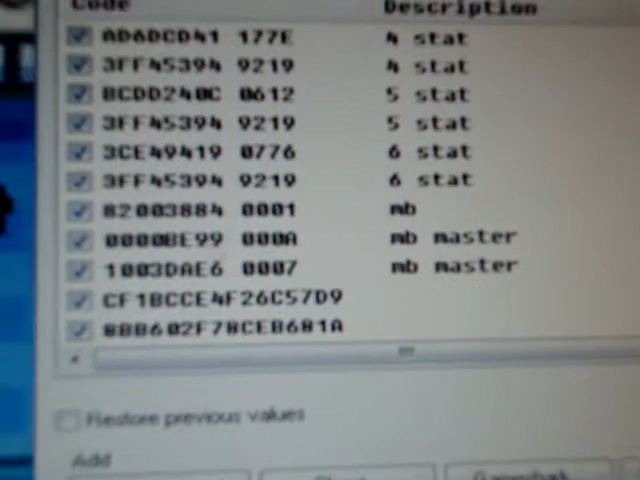 Code Description
AD6DCD41 177E 4 stat
3FF45394 9219 4 stat
BCDD240C 0612 5 stat
3FF45394 9219 5 stat
3CE49419 0776 6 stat
3FF45394 9219 6 stat
82003884 0001 mb
0000BE99 000A mb master
1003DAE6 0007 mb master
CF1BCCE4F26C57D9
Restore previous values
Add